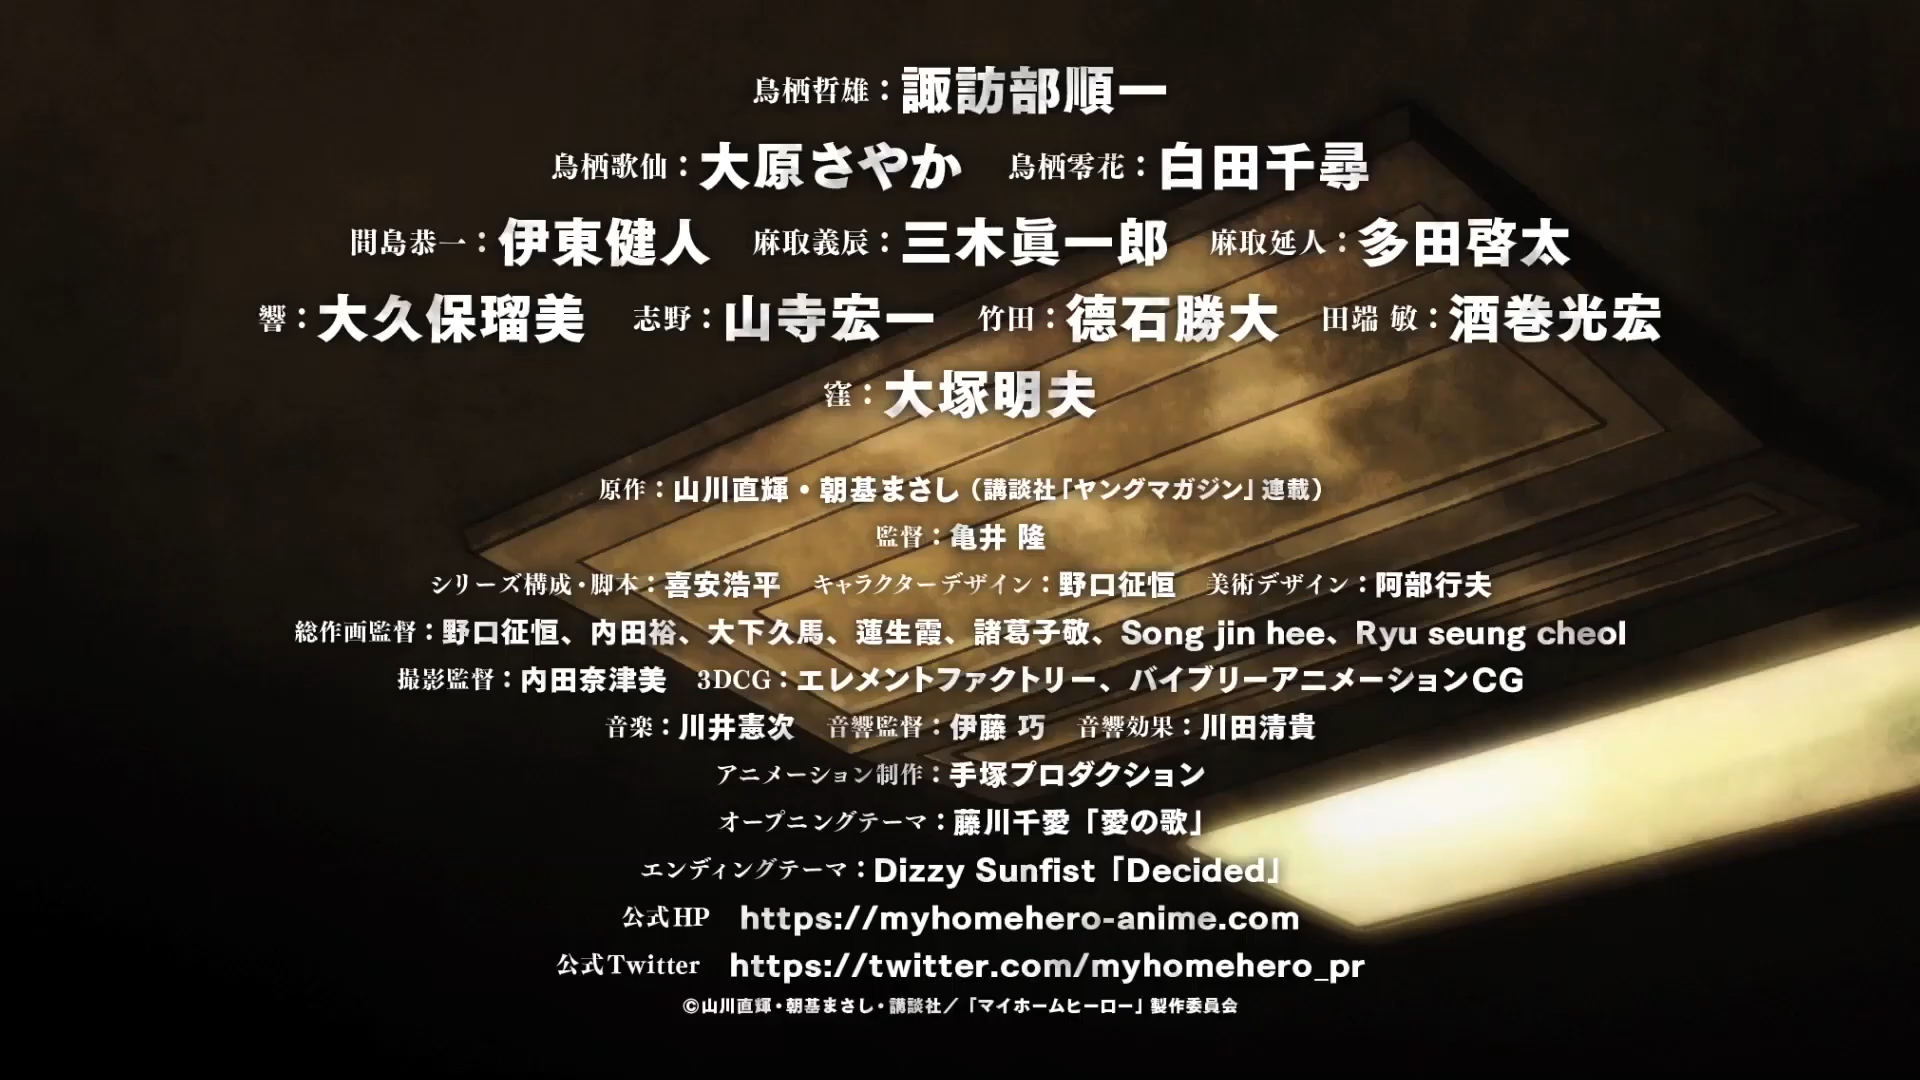 鳥栖哲雄：諏訪部順一
鳥栖歌仙：大原さやか　鳥栖零花：白田千尋
間島恭一：伊東健人　麻取義辰：三木眞一郎　麻取延人：多田啓太
響：大久保瑠美　志野：山寺宏一　竹田：德石勝大　田端 敏：酒巻光宏
窪：大塚明夫
原作：山川直輝・朝基まさし（講談社「ヤングマガジン」連載）
監督：亀井 隆
シリーズ構成・脚本：喜安浩平　キャラクターデザイン：野口征恒　美術デザイン：阿部行夫
総作画監督：野口征恒、内田裕、大下久馬、蓮生霞、諸葛子敬、Song jin hee、Ryu seung cheol
撮影監督：内田奈津美　3DCG：エレメントファクトリー、バイブリーアニメーションCG
音楽：川井憲次　音響監督：伊藤 巧　音響効果：川田清貴
アニメーション制作：手塚プロダクション
オープニングテーマ：藤川千愛「愛の歌」
エンディングテーマ：Dizzy Sunfist「Decided」
公式HP　https://myhomehero-anime.com
公式Twitter　https://twitter.com/myhomehero_pr
©山川直輝・朝基まさし・講談社／「マイホームヒーロー」製作委員会